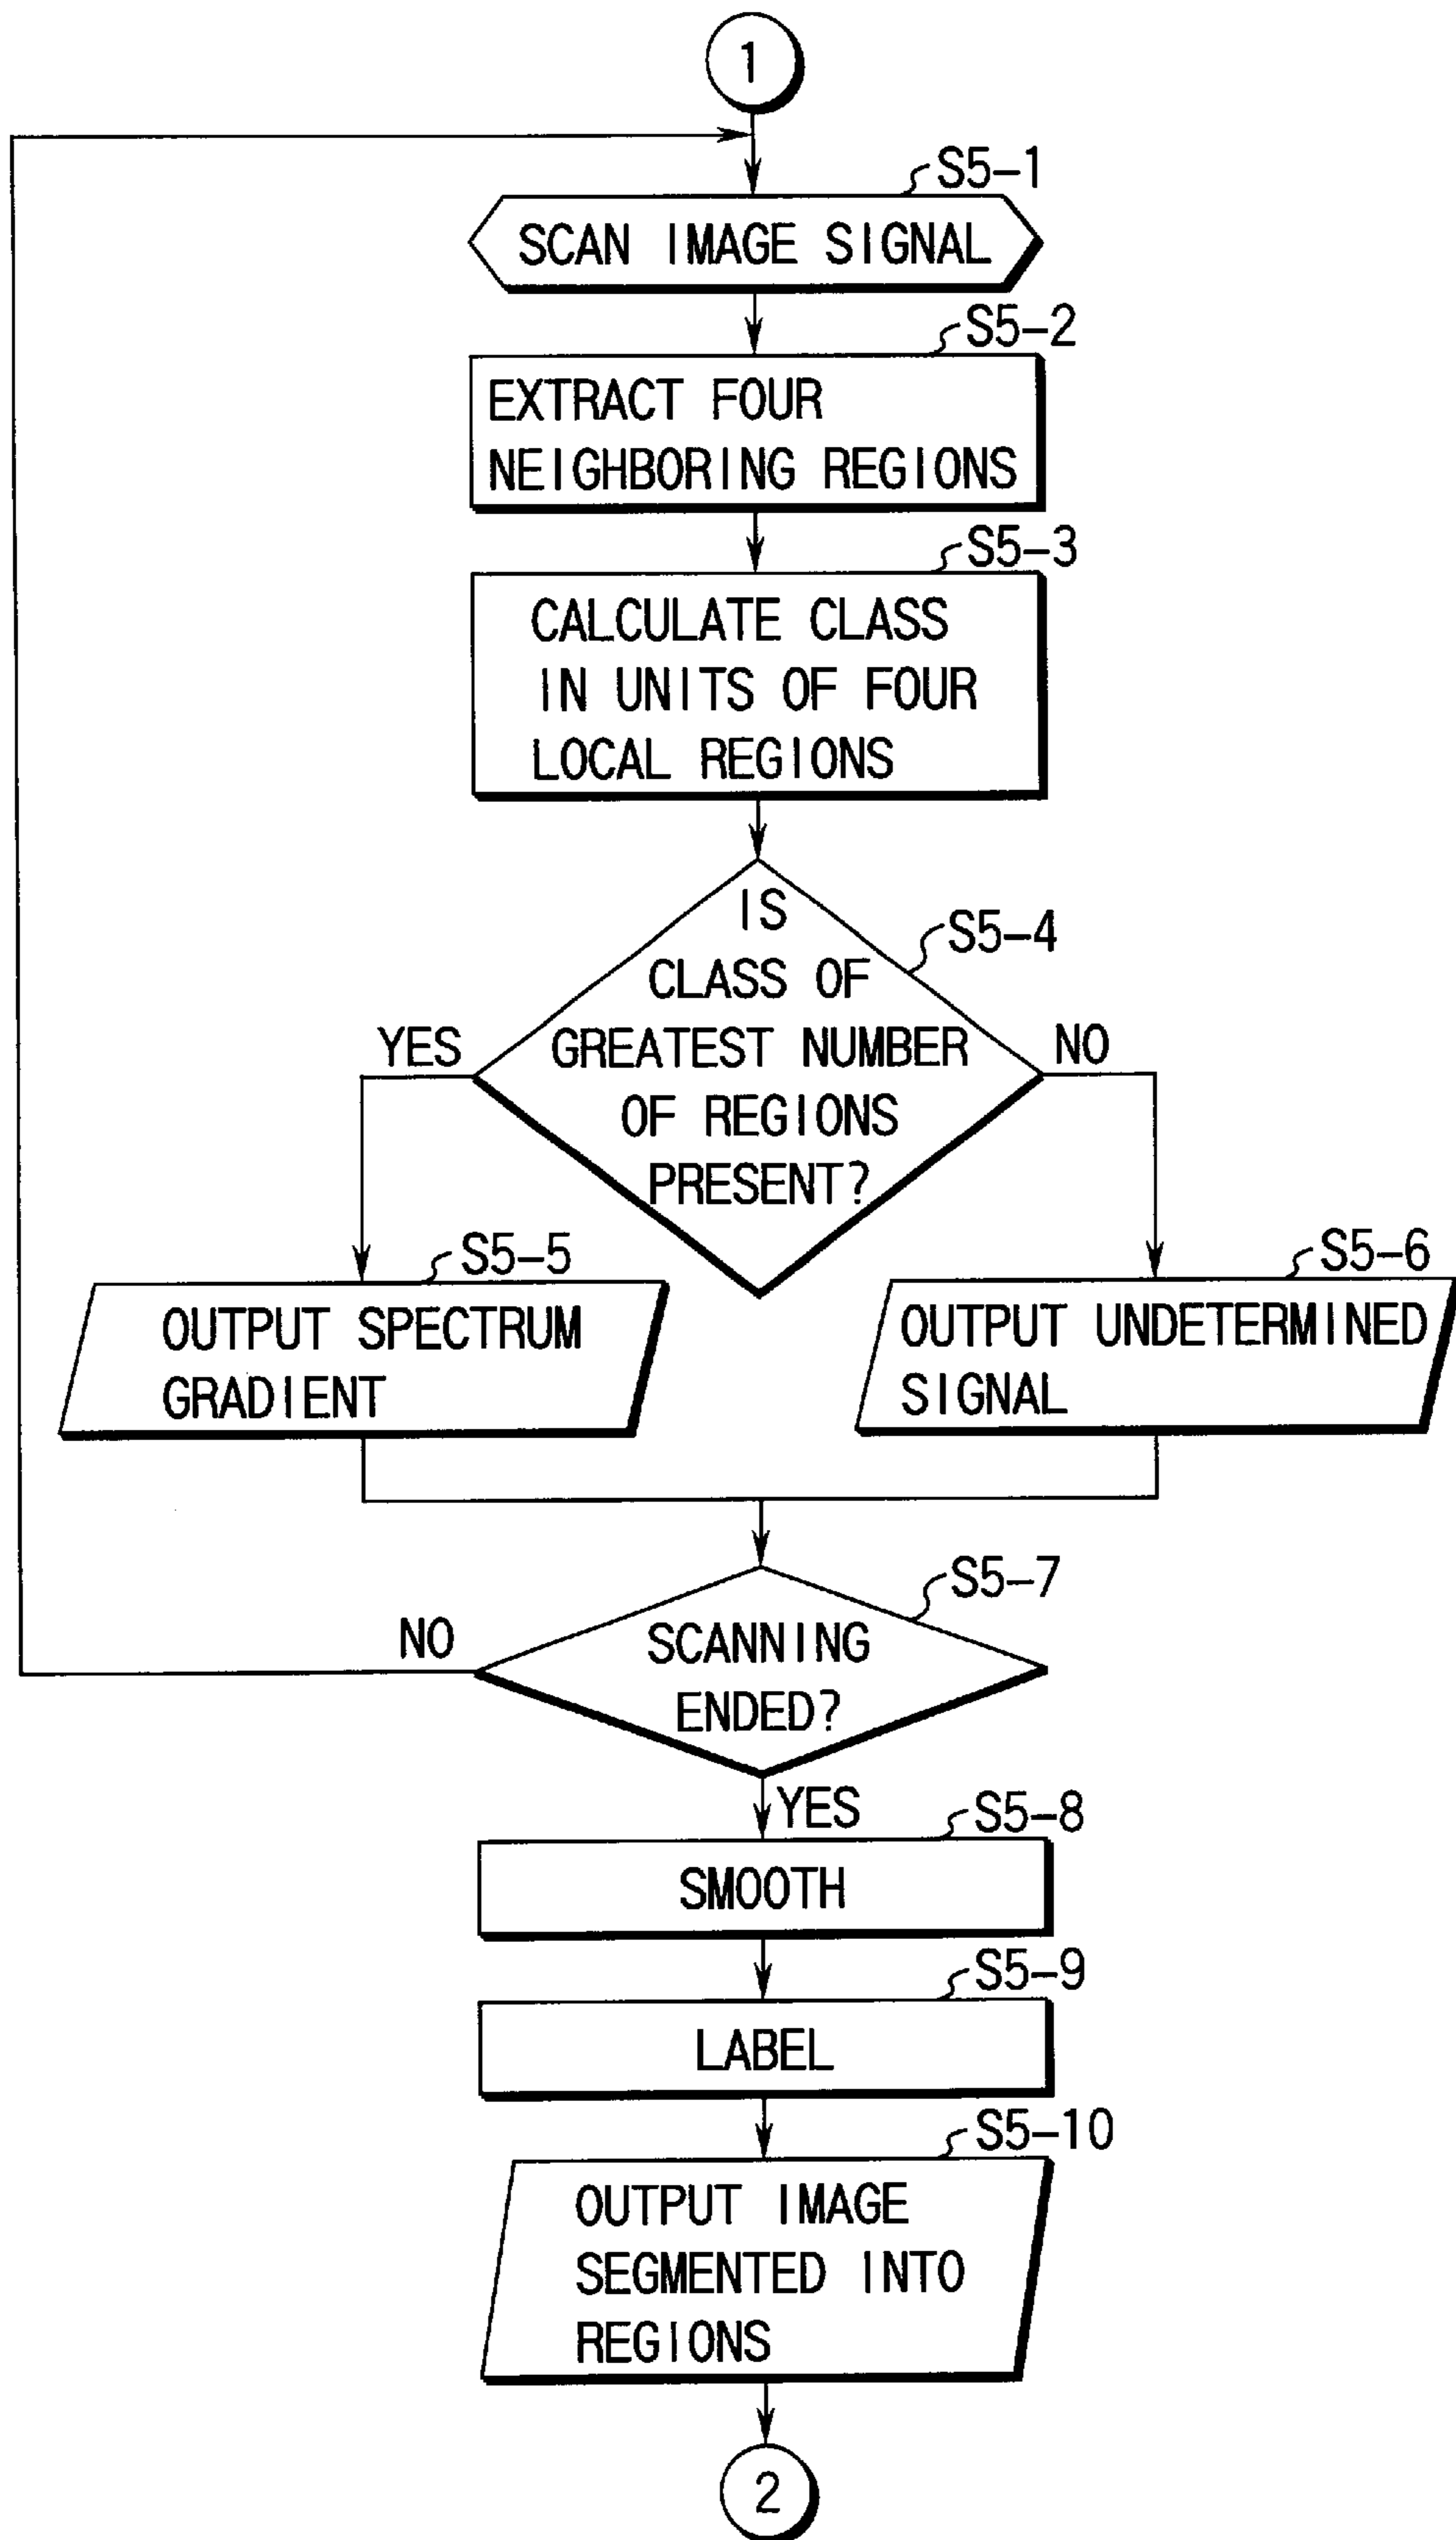 1
S5-1
SCAN IMAGE SIGNAL
S5-2
EXTRACT FOUR
NEIGHBORING REGIONS
S5-3
CALCULATE CLASS
IN UNITS OF FOUR
LOCAL REGIONS
S5-4
IS
CLASS OF
GREATEST NUMBER
OF REGIONS
PRESENT?
YES
NO
S5-5
OUTPUT SPECTRUM
GRADIENT
S5-6
OUTPUT UNDETERMINED
SIGNAL
S5-7
SCANNING
ENDED?
NO
YES
S5-8
SMOOTH
S5-9
LABEL
S5-10
OUTPUT IMAGE
SEGMENTED INTO
REGIONS
2